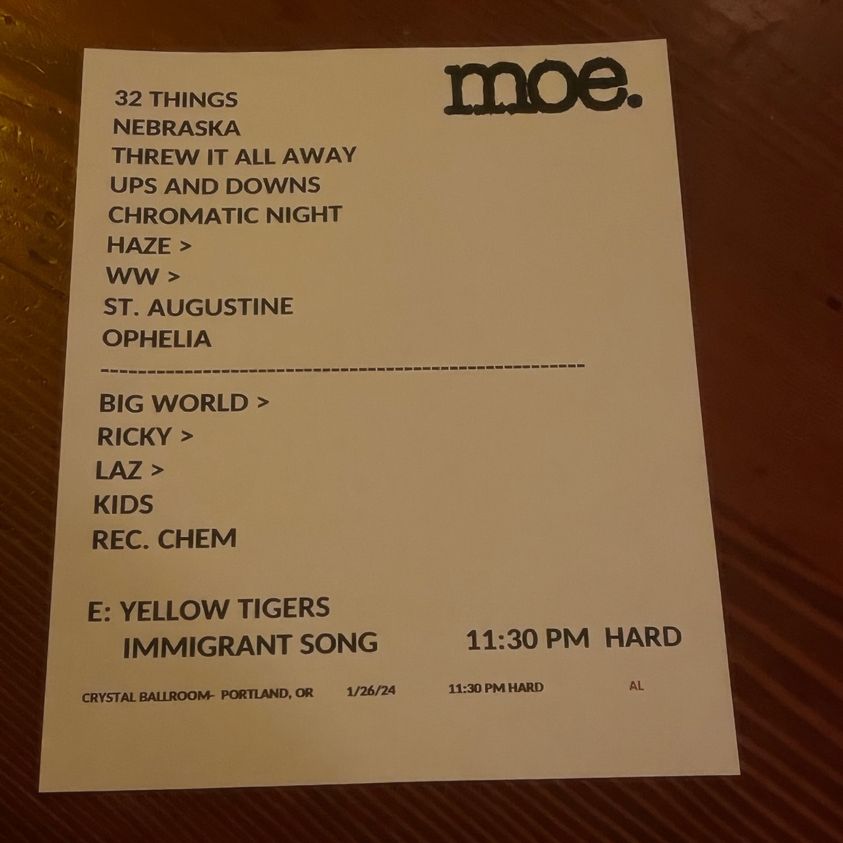 moe.
32 THINGS
NEBRASKA
THREW IT ALL AWAY
UPS AND DOWNS
CHROMATIC NIGHT
HAZE >
WW >
ST. AUGUSTINE
OPHELIA
----------------------------------------------------
BIG WORLD >
RICKY >
LAZ >
KIDS
REC. CHEM
E: YELLOW TIGERS
IMMIGRANT SONG 11:30 PM HARD
CRYSTAL BALLROOM- PORTLAND, OR 1/26/24 11:30 PM HARD AL